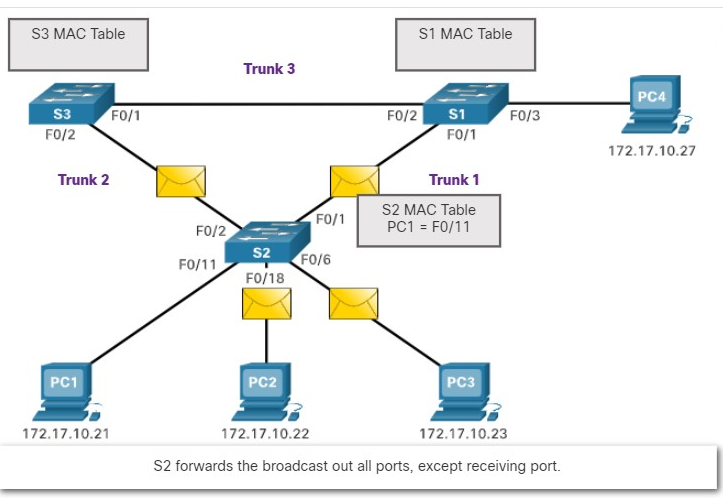 S3 MAC Table
S1 MAC Table
Trunk 3
PC4
S3
F0/1
F0/2
S1
F0/3
F0/2
F0/1
172.17.10.27
Trunk 2
Trunk 1
S2 MAC Table
PC1 = F0/11
F0/2
F0/1
S2
F0/11
F0/6
F0/18
PC1
PC2
PC3
172.17.10.21
172.17.10.22
172.17.10.23
S2 forwards the broadcast out all ports, except receiving port.